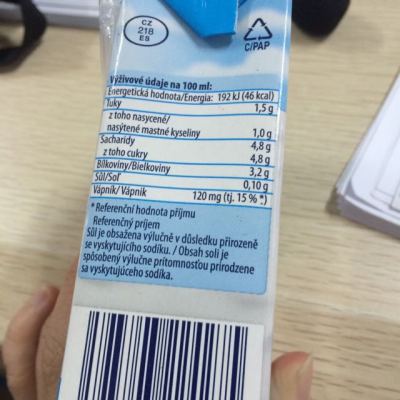 CZ
218
ES
C/PAP
Výživové údaje na 100 ml:
Energetická hodnota/Energia: 192 kJ (46 kcal)
Tuky 1,5 g
z toho nasycené/
nasýtené mastné kyseliny 1,0 g
Sacharidy 4,8 g
z toho cukry 4,8 g
Bílkoviny/Bielkoviny 3,2 g
Sůl/Soľ 0,10 g
Vápník/Vápnik 120 mg (tj. 15 % *)
*Referenční hodnota příjmu
Referenčný príjem
Sůl je obsažena výlučně v důsledku přirozeně
se vyskytujícího sodíku. / Obsah soli je
spôsobený výlučne prítomnosťou prirodzene
sa vyskytujúceho sodíka.